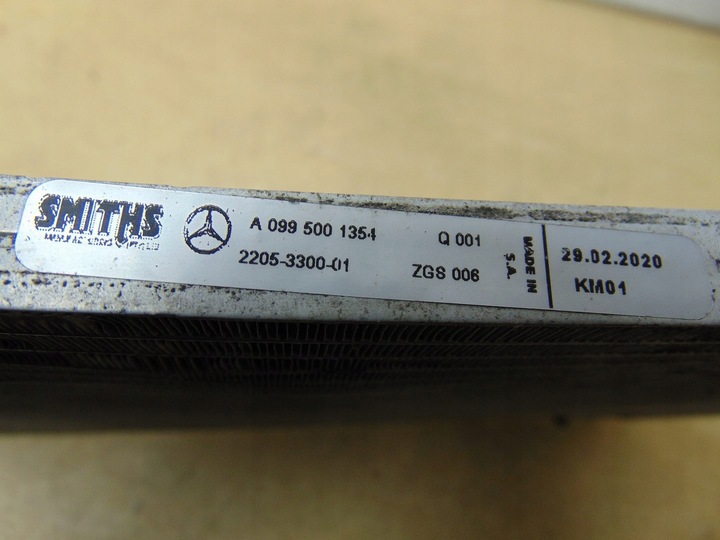 SMITHS
A 099 500 1354
2205-3300-01
Q 001
ZGS 006
MADE IN
S.A.
29.02.2020
KM01